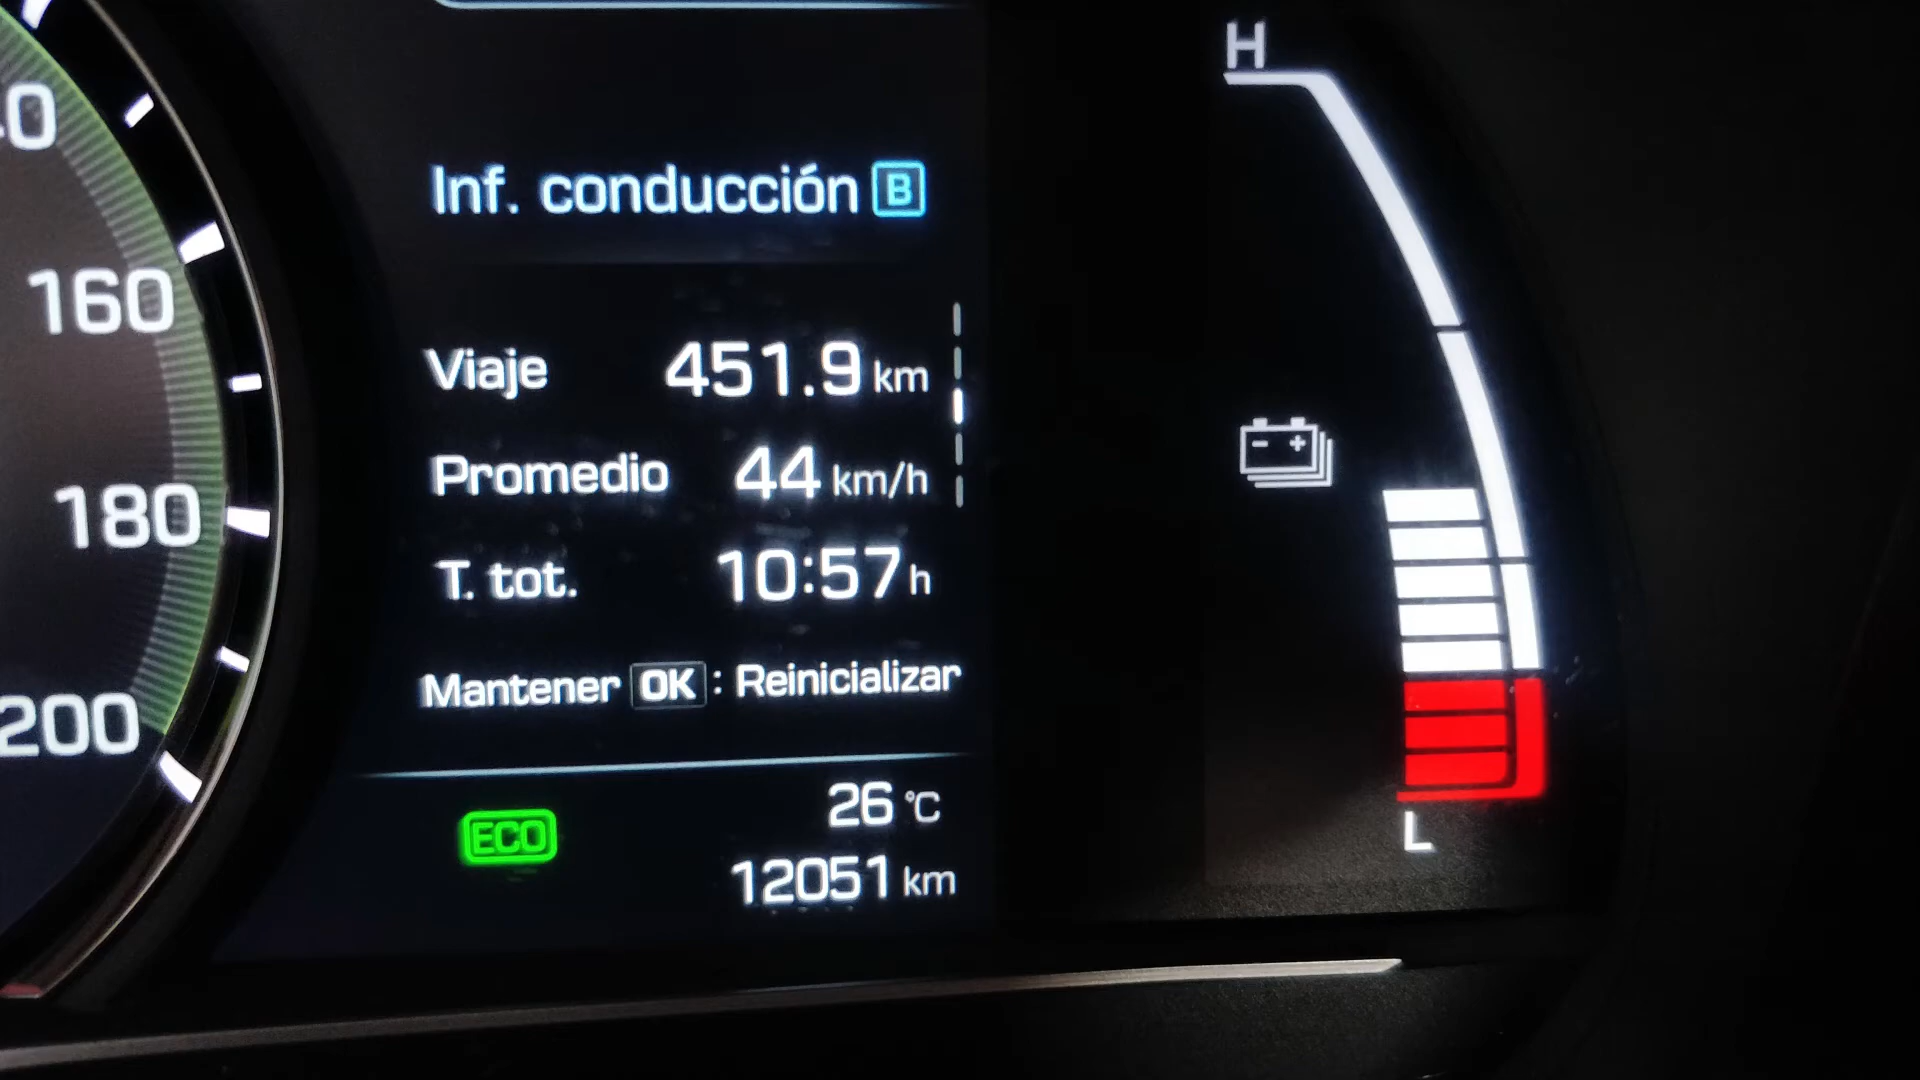 160
180
200
Inf. conducción B
Viaje 451.9 km
Promedio 44 km/h
T. tot. 10:57 h
Mantener OK : Reinicializar
ECO
26 °C
12051 km
H
- +
L